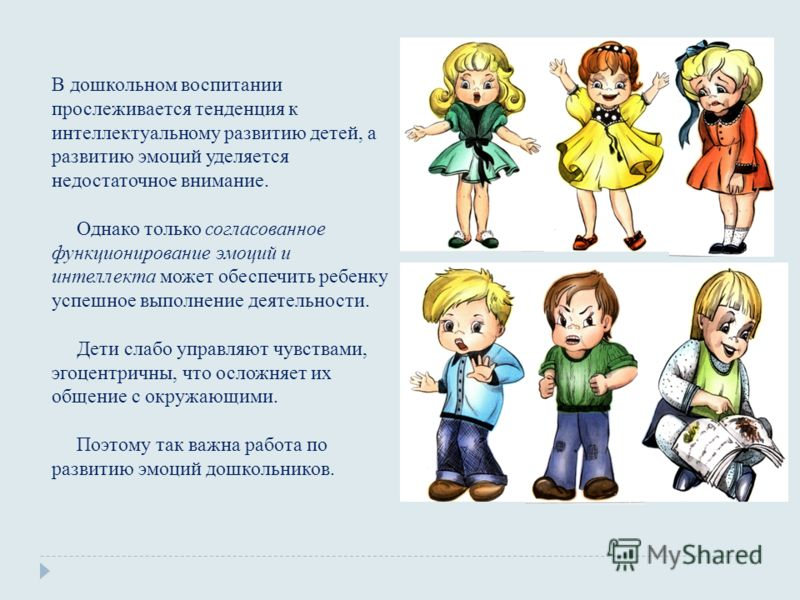 В дошкольном воспитании
прослеживается тенденция к
интеллектуальному развитию детей, а
развитию эмоций уделяется
недостаточное внимание.
Однако только согласованное
функционирование эмоций и
интеллекта может обеспечить ребенку
успешное выполнение деятельности.
Дети слабо управляют чувствами,
эгоцентричны, что осложняет их
общение с окружающими.
Поэтому так важна работа по
развитию эмоций дошкольников.
MyShared